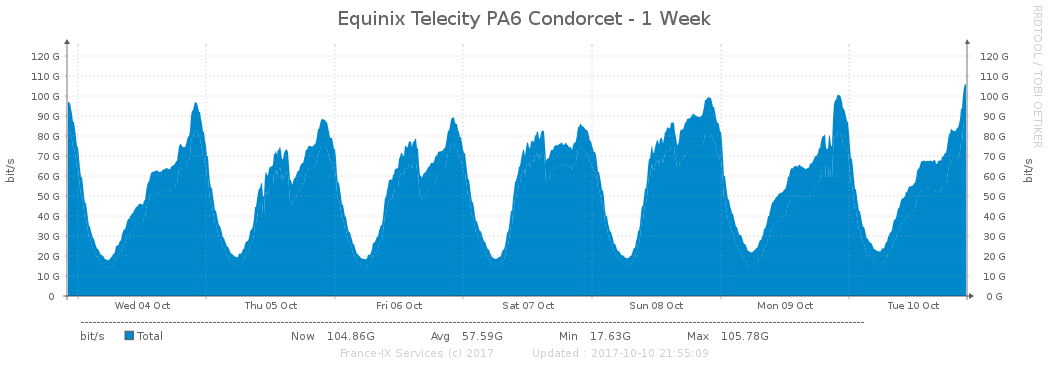 Equinix Telecity PA6 Condorcet - 1 Week
RRDTOOL / TOBI OETIKER
bit/s
120 G 120 G
110 G 110 G
100 G 100 G
90 G 90 G
80 G 80 G
70 G 70 G
60 G 60 G
50 G 50 G
40 G 40 G
30 G 30 G
20 G 20 G
10 G 10 G
0 0 G
bit/s
Wed 04 Oct Thu 05 Oct Fri 06 Oct Sat 07 Oct Sun 08 Oct Mon 09 Oct Tue 10 Oct
bit/s Total Now 104.86G Avg 57.59G Min 17.63G Max 105.78G
France-IX Services (c) 2017 Updated : 2017-10-10 21:55:09